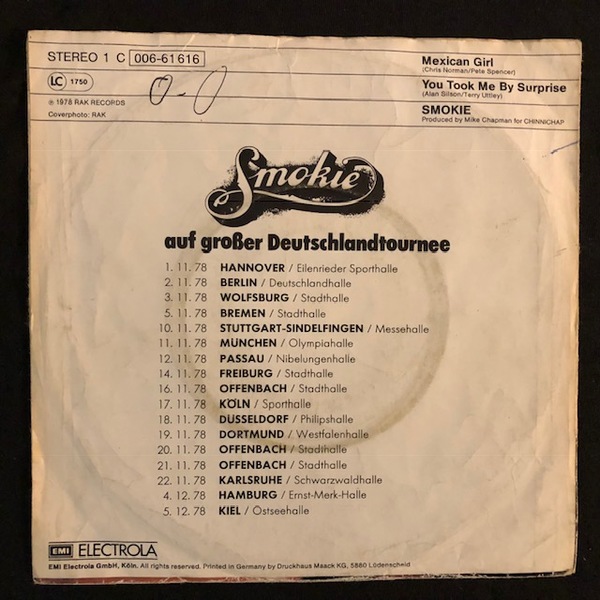 STEREO 1 C 006-61 616
LC 1750
℗ 1978 RAK RECORDS
Coverphoto: RAK
Mexican Girl
(Chris Norman/Pete Spencer)
You Took Me By Surprise
(Alan Silson/Terry Uttley)
SMOKIE
Produced by Mike Chapman for CHINNICHAP
Smokie
auf großer Deutschlandtournee
1. 11. 78 HANNOVER / Eilenrieder Sporthalle
2. 11. 78 BERLIN / Deutschlandhalle
3. 11. 78 WOLFSBURG / Stadthalle
5. 11. 78 BREMEN / Stadthalle
10. 11. 78 STUTTGART-SINDELFINGEN / Messehalle
11. 11. 78 MÜNCHEN / Olympiahalle
12. 11. 78 PASSAU / Nibelungenhalle
14. 11. 78 FREIBURG / Stadthalle
16. 11. 78 OFFENBACH / Stadthalle
17. 11. 78 KÖLN / Sporthalle
18. 11. 78 DÜSSELDORF / Philipshalle
19. 11. 78 DORTMUND / Westfalenhalle
20. 11. 78 OFFENBACH / Stadthalle
21. 11. 78 OFFENBACH / Stadthalle
22. 11. 78 KARLSRUHE / Schwarzwaldhalle
4. 12. 78 HAMBURG / Ernst-Merk-Halle
5. 12. 78 KIEL / Ostseehalle
EMI ELECTROLA
EMI Electrola GmbH, Köln. All rights reserved. Printed in Germany by Druckhaus Maack KG, 5880 Lüdenscheid